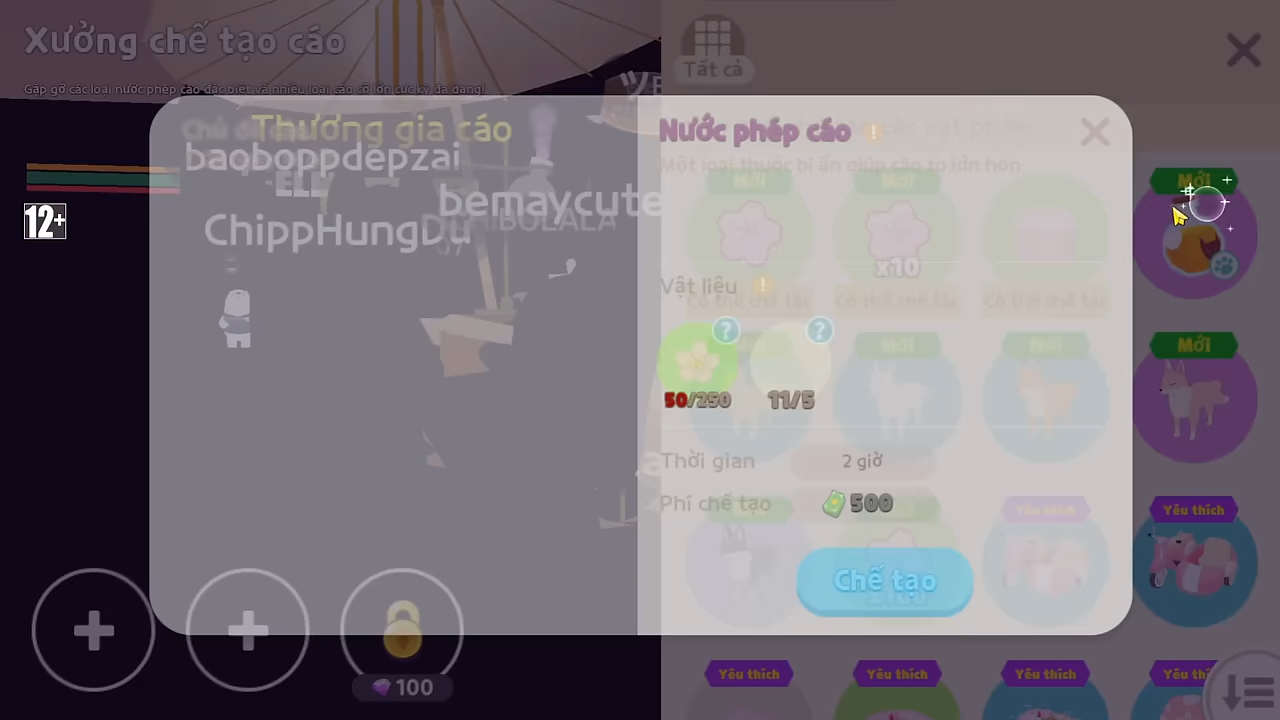 Xưởng chế tạo cáo
Gặp gỡ các loại nước phép cáo đặc biệt và nhiều loài cáo cỡ lớn cực kỳ đa dạng!
Tất cả
Thương gia cáo
baoboppdepzai
bemaycute
ChippHungDu
12+
Nước phép cáo
Một loại thuốc bí ẩn giúp cáo to lớn hơn
Mới
Mới
Mới
x10
Vật liệu
Có thể chế tác
Có thể chế tác
Có thể chế tác
?
?
50/250
11/5
Mới
Mới
Mới
Thời gian
2 giờ
Phí chế tạo
500
Yêu thích
Yêu thích
Chế tạo
100
Yêu thích
Yêu thích
Yêu thích